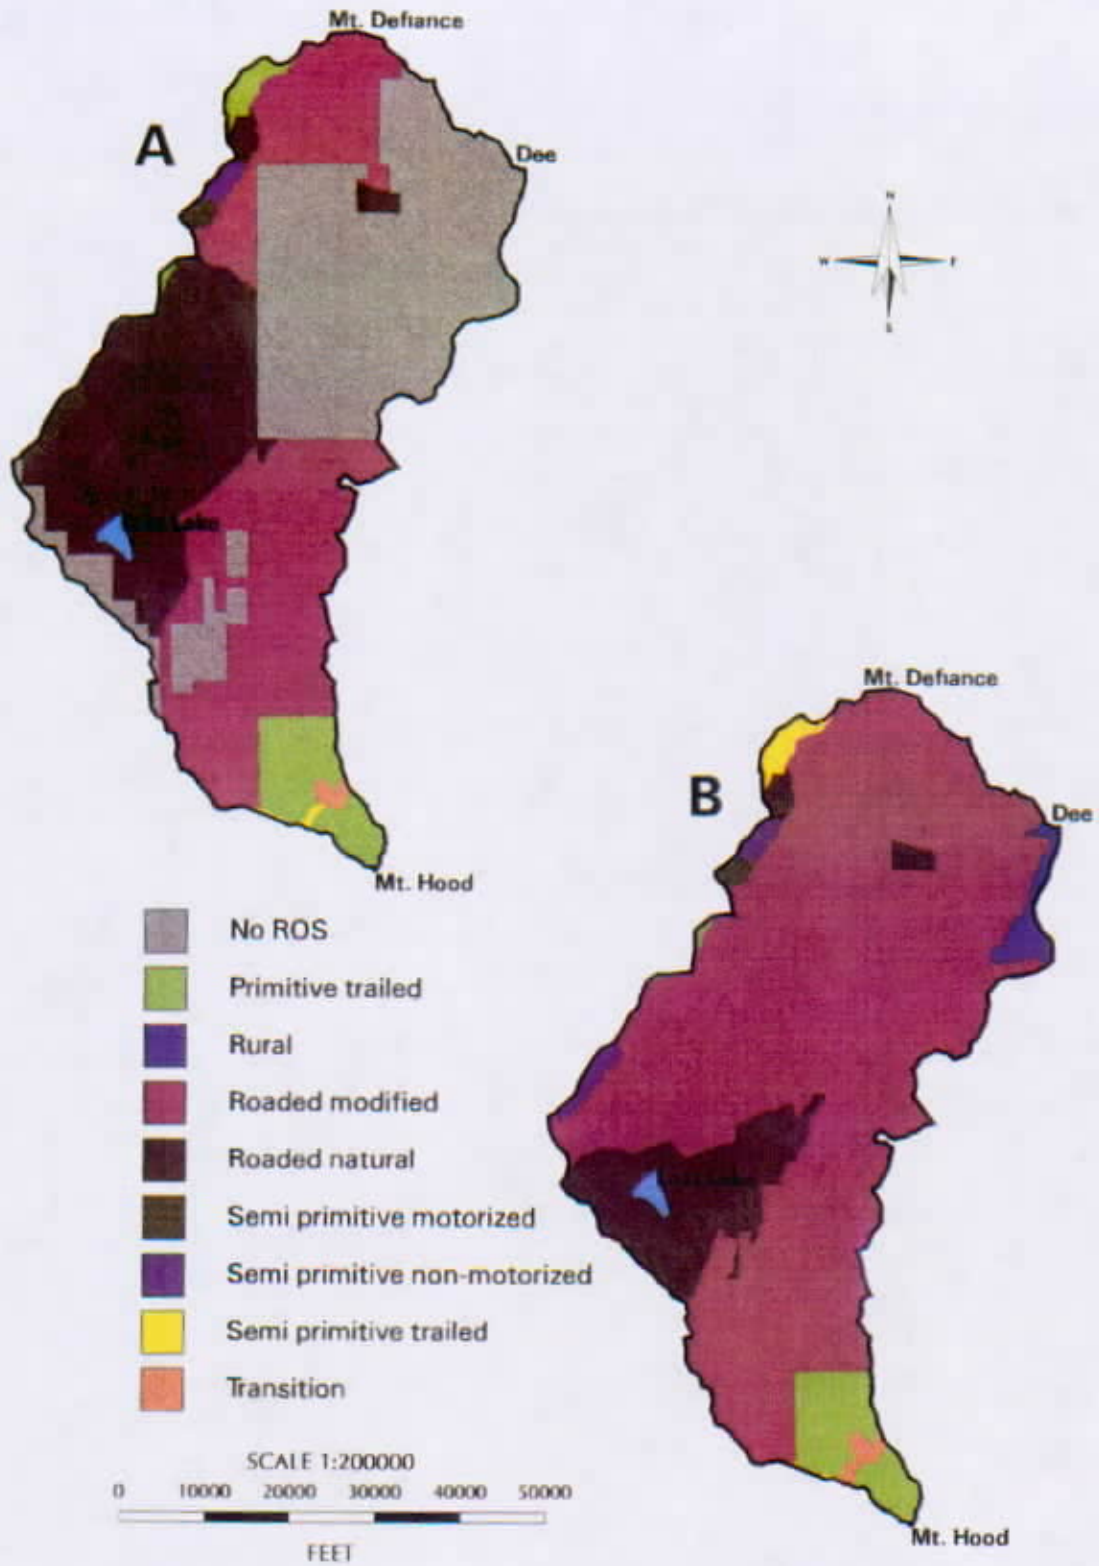 Mt. Defiance
A
Dee
N
W
E
S
Lake
Mt. Hood
No ROS
Primitive trailed
Rural
Roaded modified
Roaded natural
Semi primitive motorized
Semi primitive non-motorized
Semi primitive trailed
Transition
SCALE 1:200000
0 10000 20000 30000 40000 50000
FEET
Mt. Defiance
B
Dee
Mt. Hood